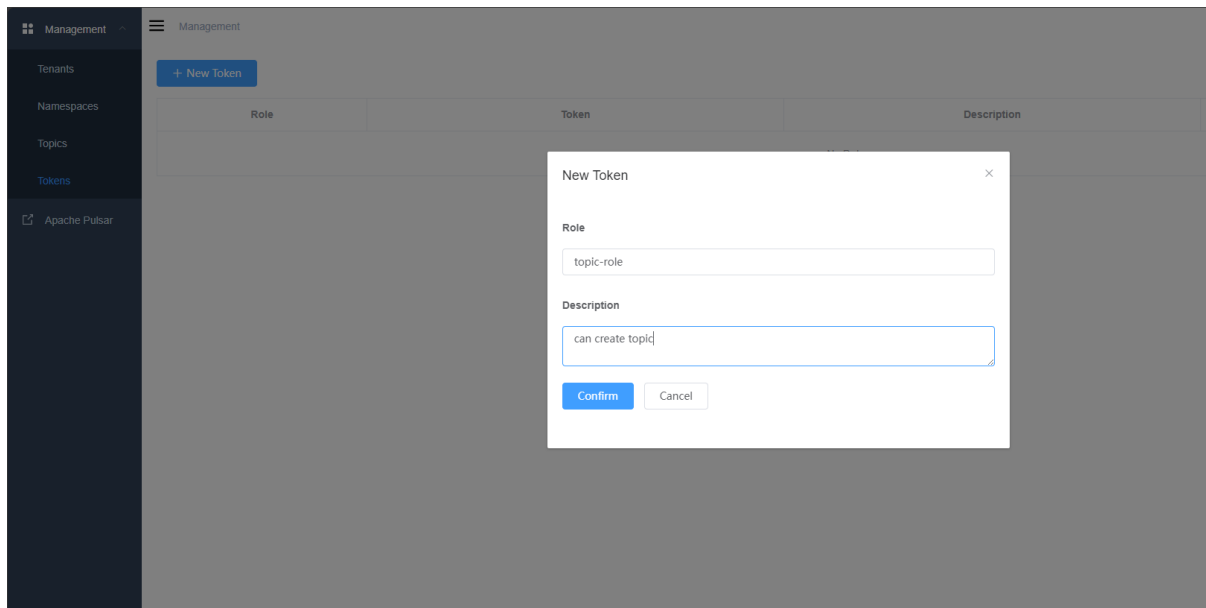 Management
Tenants
Namespaces
Topics
Tokens
Apache Pulsar
Management
+ New Token
Role Token Description
New Token
Role
topic-role
Description
can create topic
Confirm Cancel